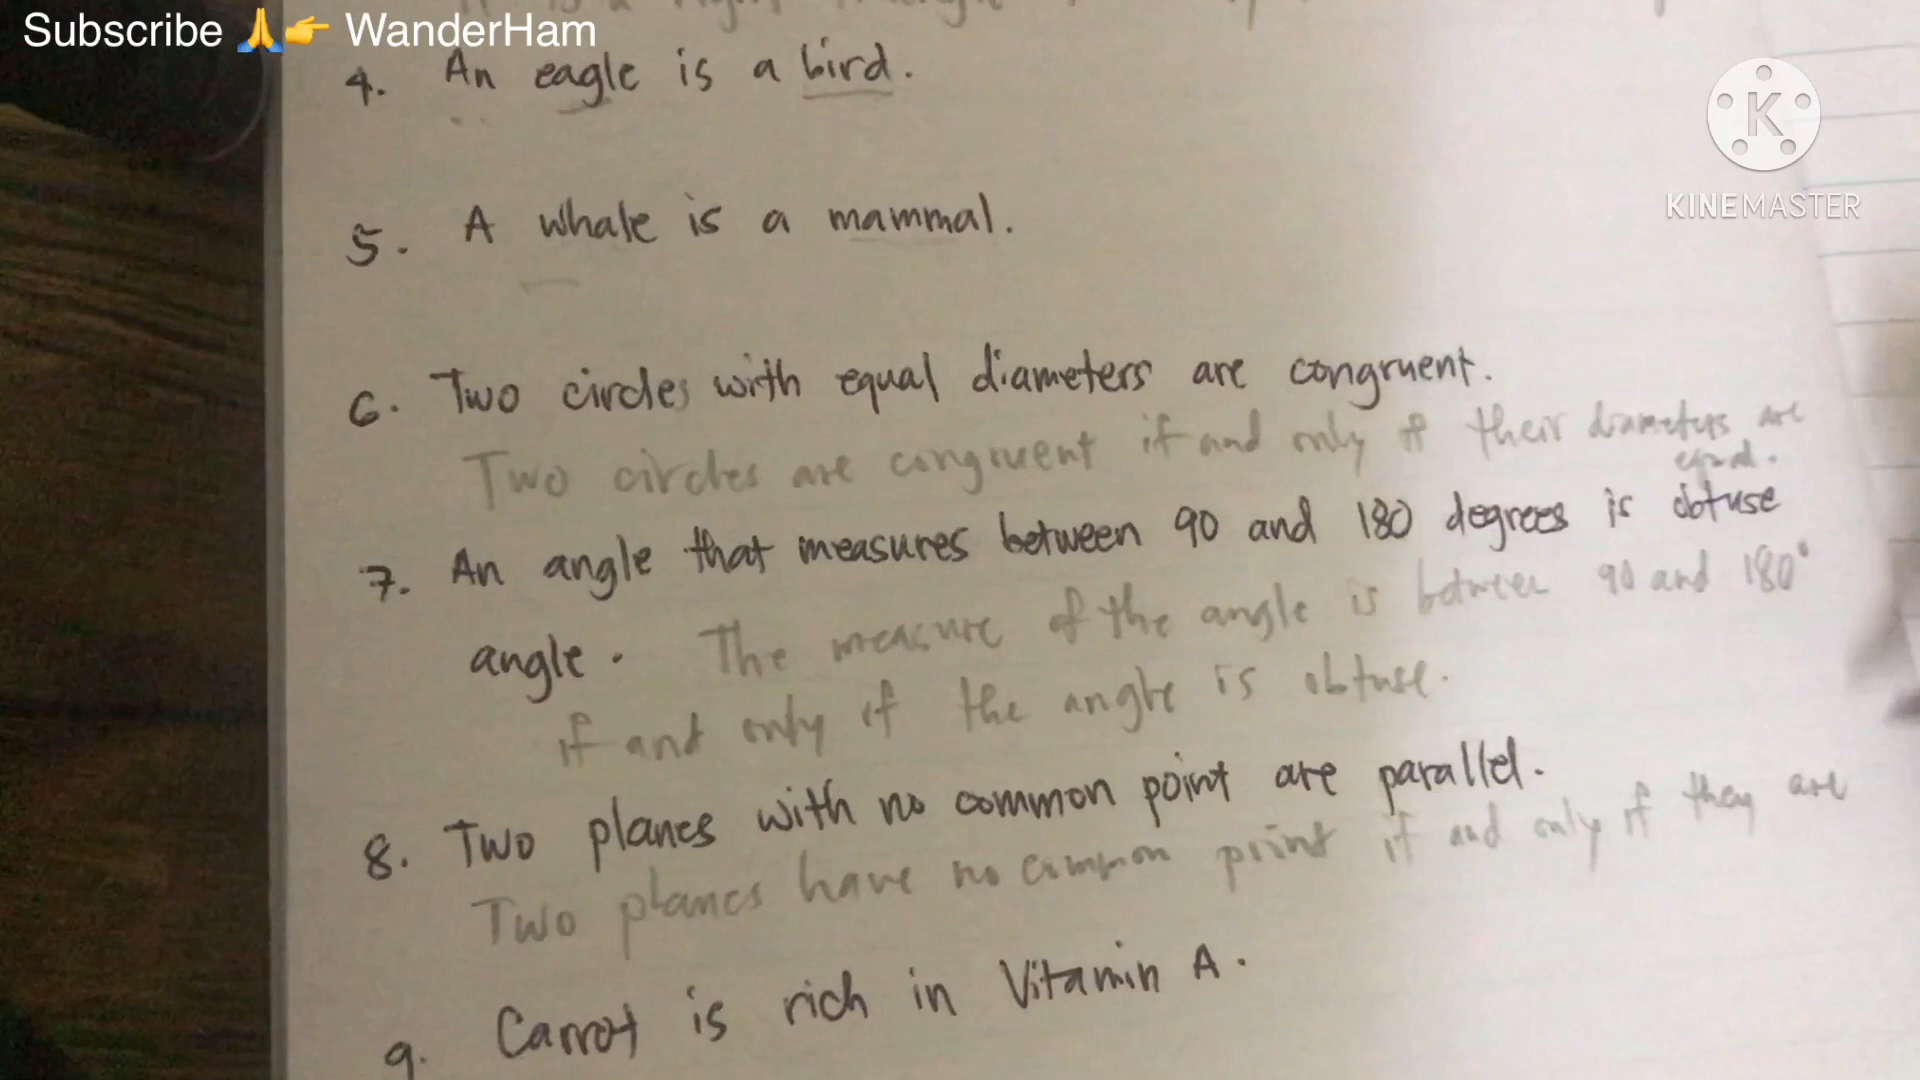 Subscribe 🙏👉 WanderHam
4. An eagle is a bird.
KINEMASTER
5. A whale is a mammal.
6. Two circles with equal diameters are congruent.
Two circles are congruent if and only if their diameters are
equal.
7. An angle that measures between 90 and 180 degrees is obtuse
angle. The measure of the angle is between 90 and 180°
if and only if the angle is obtuse.
8. Two planes with no common point are parallel.
Two planes have no common point if and only if they are
9. Carrot is rich in Vitamin A.